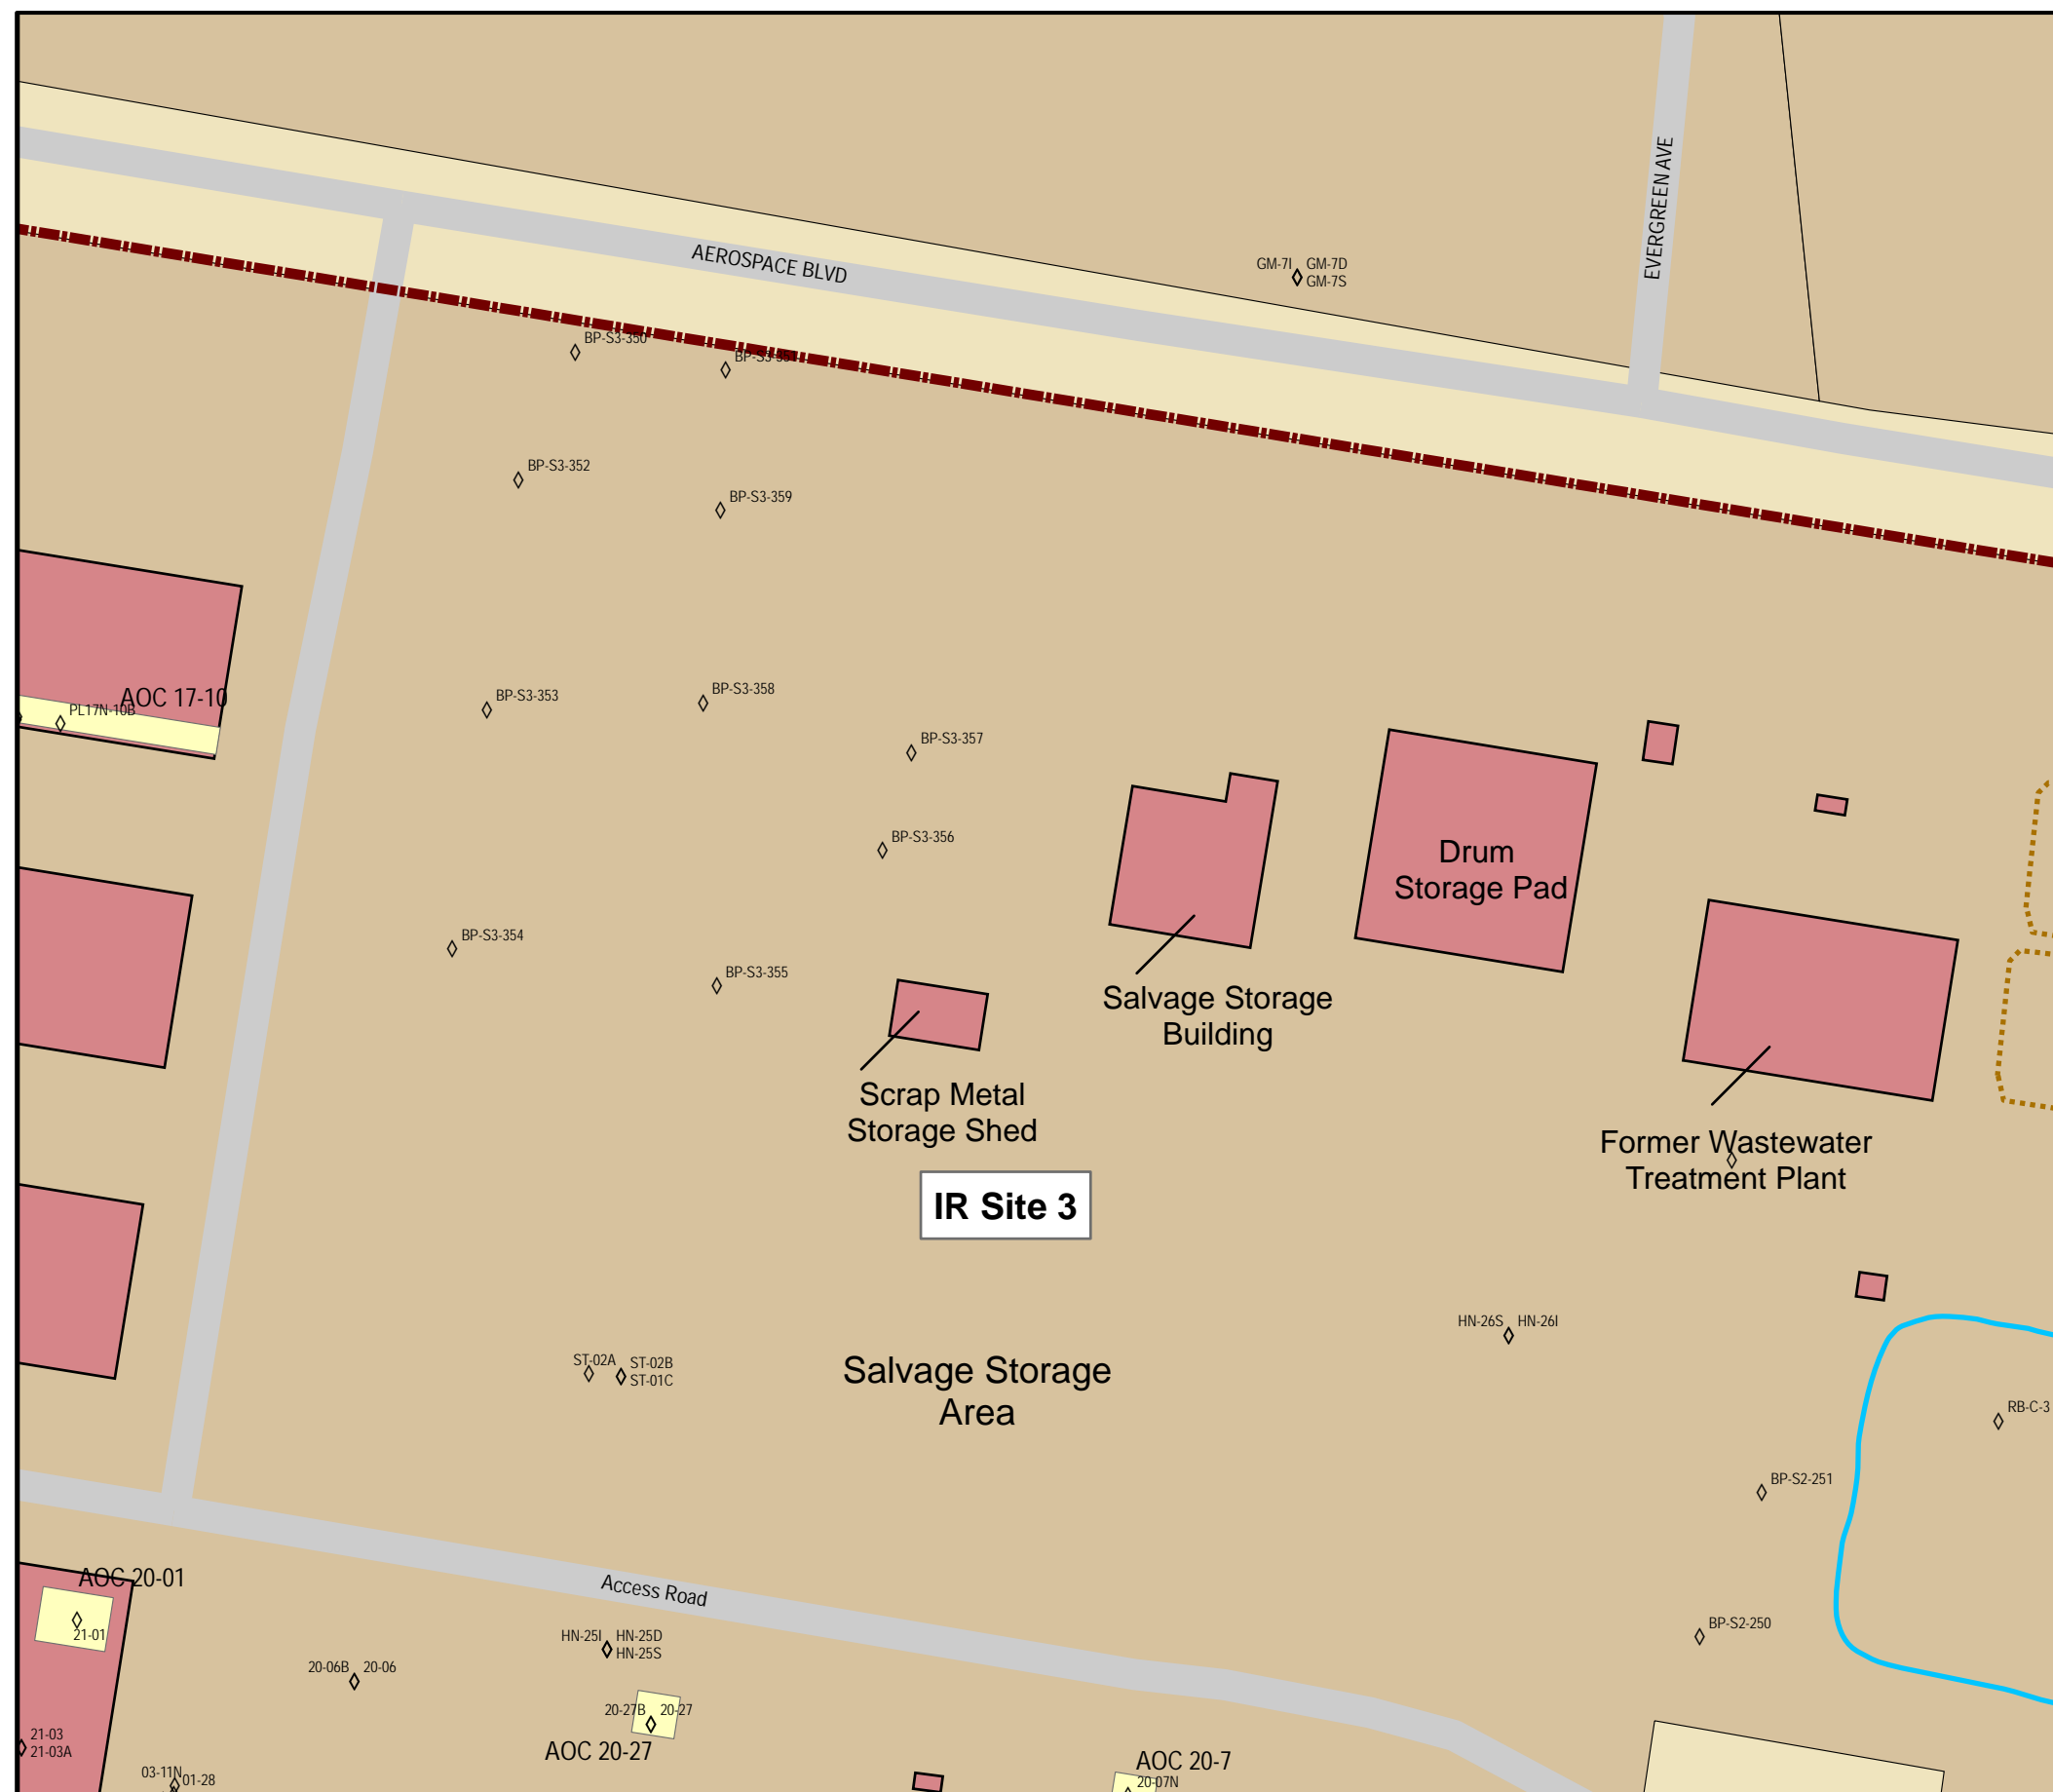 EVERGREEN AVE
AEROSPACE BLVD
GM-7I GM-7D
GM-7S
BP-S3-350
BP-S3-351
BP-S3-352
BP-S3-359
BP-S3-353
BP-S3-358
AOC 17-10
PL17N-10B
BP-S3-357
BP-S3-356
Drum
Storage Pad
BP-S3-354
BP-S3-355
Salvage Storage
Building
Scrap Metal
Storage Shed
Former Wastewater
Treatment Plant
IR Site 3
HN-26S HN-26I
ST-02A ST-02B
ST-01C
Salvage Storage
Area
RB-C-3
BP-S2-251
AOC 20-01
21-01
Access Road
BP-S2-250
HN-25I HN-25D
HN-25S
20-06B 20-06
20-27B 20-27
AOC 20-27
21-03
21-03A
AOC 20-7
20-07N
03-11N
01-28